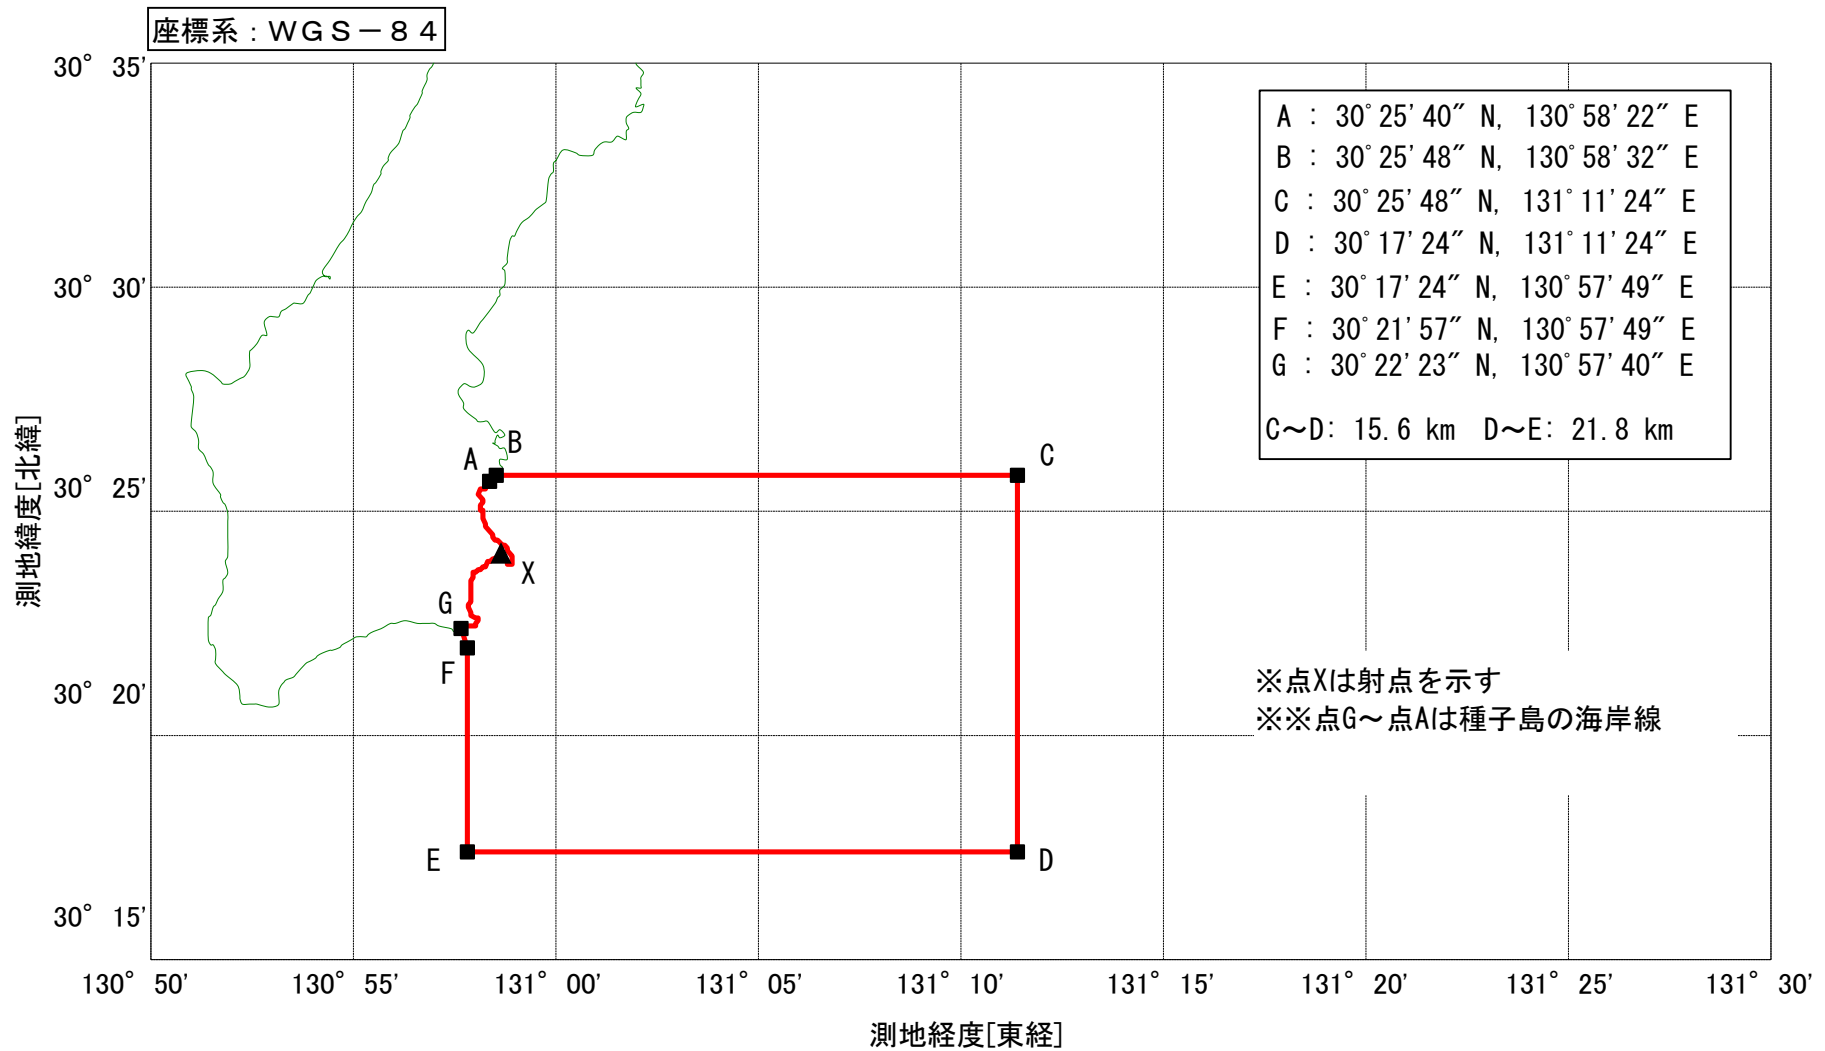 座標系：ＷＧＳ－８４
30° 35'
30° 30'
30° 25'
30° 20'
30° 15'
測地緯度[北緯]
A : 30°25'40" N, 130°58'22" E
B : 30°25'48" N, 130°58'32" E
C : 30°25'48" N, 131°11'24" E
D : 30°17'24" N, 131°11'24" E
E : 30°17'24" N, 130°57'49" E
F : 30°21'57" N, 130°57'49" E
G : 30°22'23" N, 130°57'40" E
C～D: 15.6 km D～E: 21.8 km
B
A
C
X
G
F
E
D
※点Xは射点を示す
※※点G～点Aは種子島の海岸線
130° 50' 130° 55' 131° 00' 131° 05' 131° 10' 131° 15' 131° 20' 131° 25' 131° 30'
測地経度[東経]